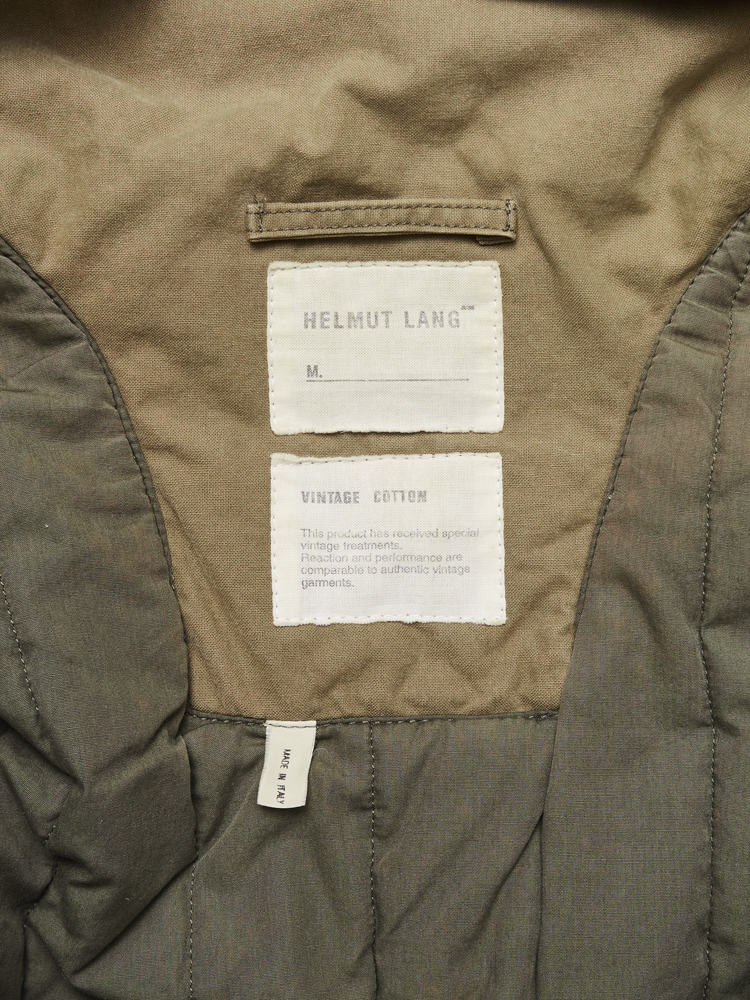 HELMUT LANG
M.
VINTAGE COTTON
This product has received special
vintage treatments.
Reaction and performance are
comparable to authentic vintage
garments.
MADE IN ITALY